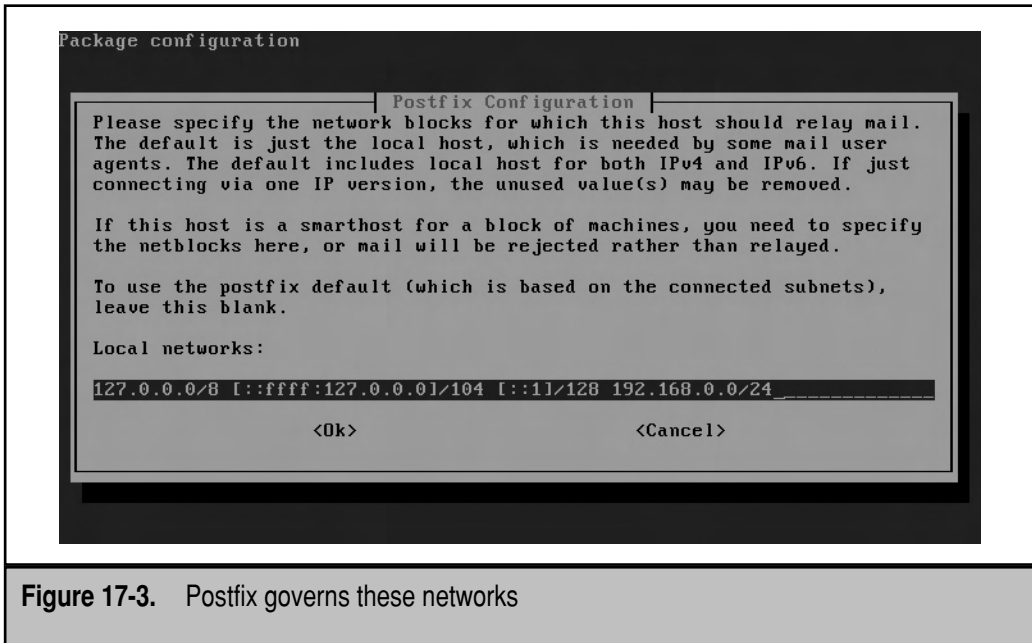 Package configuration
Postfix Configuration
Please specify the network blocks for which this host should relay mail.
The default is just the local host, which is needed by some mail user
agents. The default includes local host for both IPv4 and IPv6. If just
connecting via one IP version, the unused value(s) may be removed.
If this host is a smarthost for a block of machines, you need to specify
the netblocks here, or mail will be rejected rather than relayed.
To use the postfix default (which is based on the connected subnets),
leave this blank.
Local networks:
127.0.0.0/8 [::ffff:127.0.0.0]/104 [::1]/128 192.168.0.0/24_____________
<Ok> <Cancel>
Figure 17-3. Postfix governs these networks